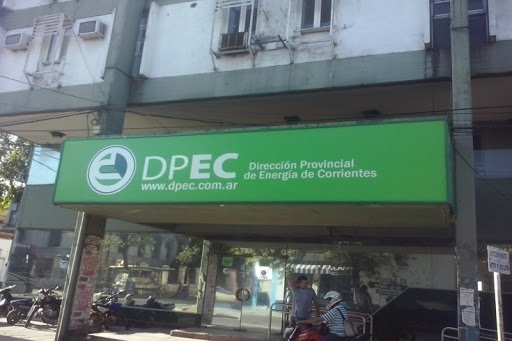 DPEC
www.dpec.com.ar
Dirección Provincial
de Energía de Corrientes